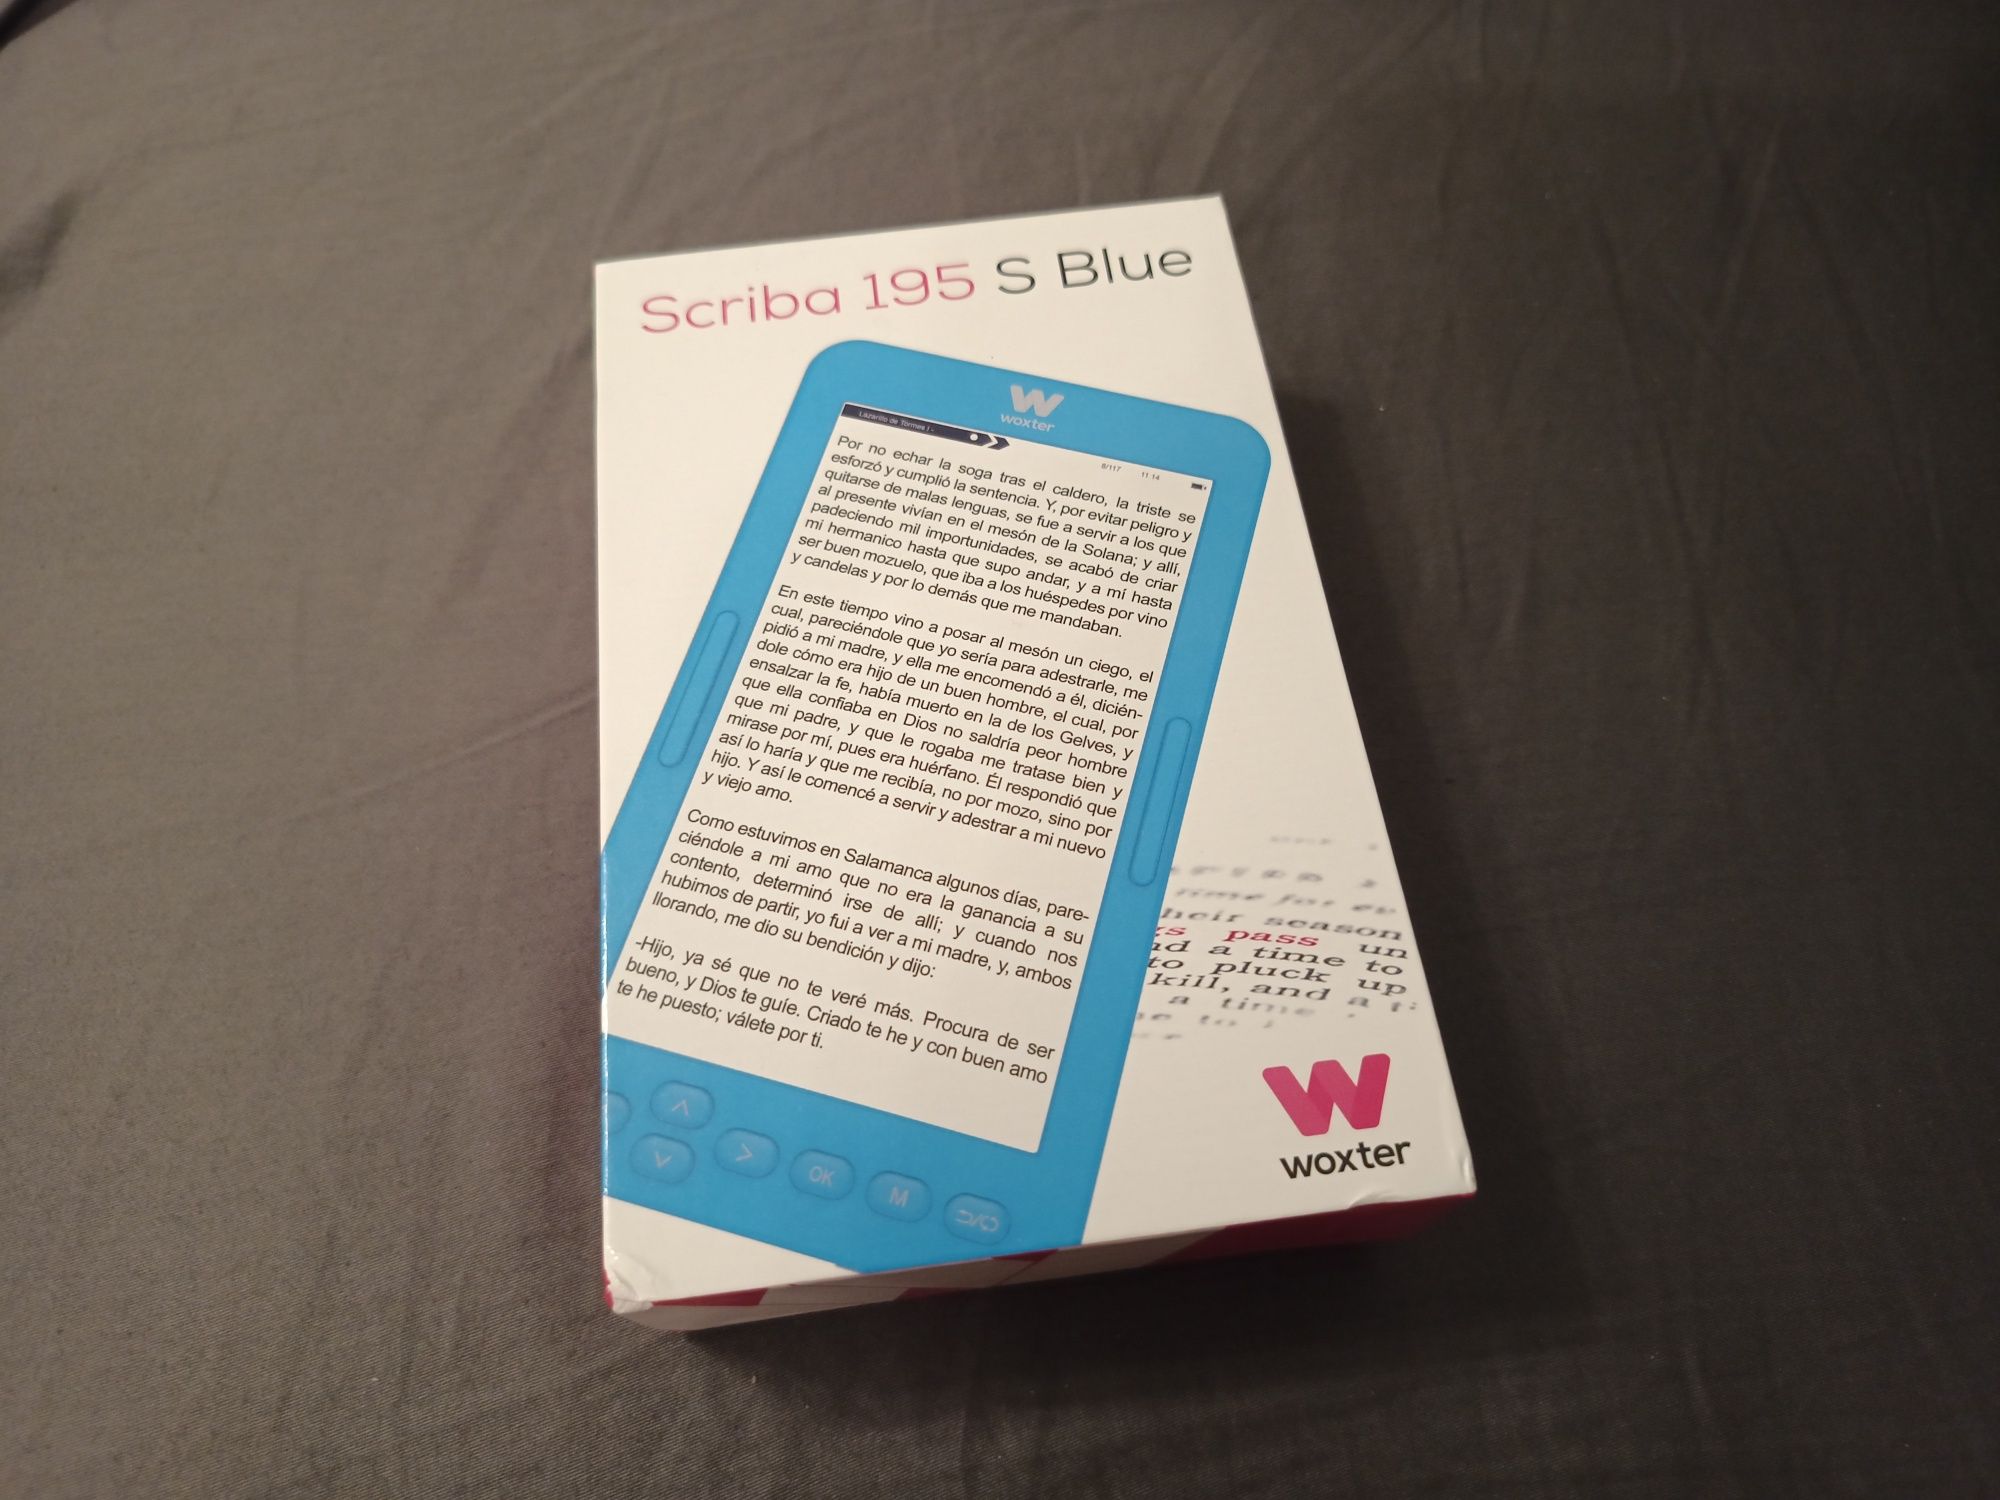 Scriba 195 S Blue
woxter
Lazarillo de Tormes I -
8/117 11 14
Por no echar la soga tras el caldero, la triste se
esforzó y cumplió la sentencia. Y, por evitar peligro y
quitarse de malas lenguas, se fue a servir a los que
al presente vivían en el mesón de la Solana; y allí,
padeciendo mil importunidades, se acabó de criar
mi hermanico hasta que supo andar, y a mí hasta
ser buen mozuelo, que iba a los huéspedes por vino
y candelas y por lo demás que me mandaban.
En este tiempo vino a posar al mesón un ciego, el
cual, pareciéndole que yo sería para adestrarle, me
pidió a mi madre, y ella me encomendó a él, dicién-
dole cómo era hijo de un buen hombre, el cual, por
ensalzar la fe, había muerto en la de los Gelves, y
que ella confiaba en Dios no saldría peor hombre
que mi padre, y que le rogaba me tratase bien y
mirase por mí, pues era huérfano. Él respondió que
así lo haría y que me recibía, no por mozo, sino por
hijo. Y así le comencé a servir y adestrar a mi nuevo
y viejo amo.
Como estuvimos en Salamanca algunos días, pare-
ciéndole a mi amo que no era la ganancia a su
contento, determinó irse de allí; y cuando nos
hubimos de partir, yo fui a ver a mi madre, y, ambos
llorando, me dio su bendición y dijo:
-Hijo, ya sé que no te veré más. Procura de ser
bueno, y Dios te guíe. Criado te he y con buen amo
te he puesto; válete por ti.
OK
M
time for ev
heir season
gs pass un
nd a time to
to pluck up
kill, and a t
a time
woxter